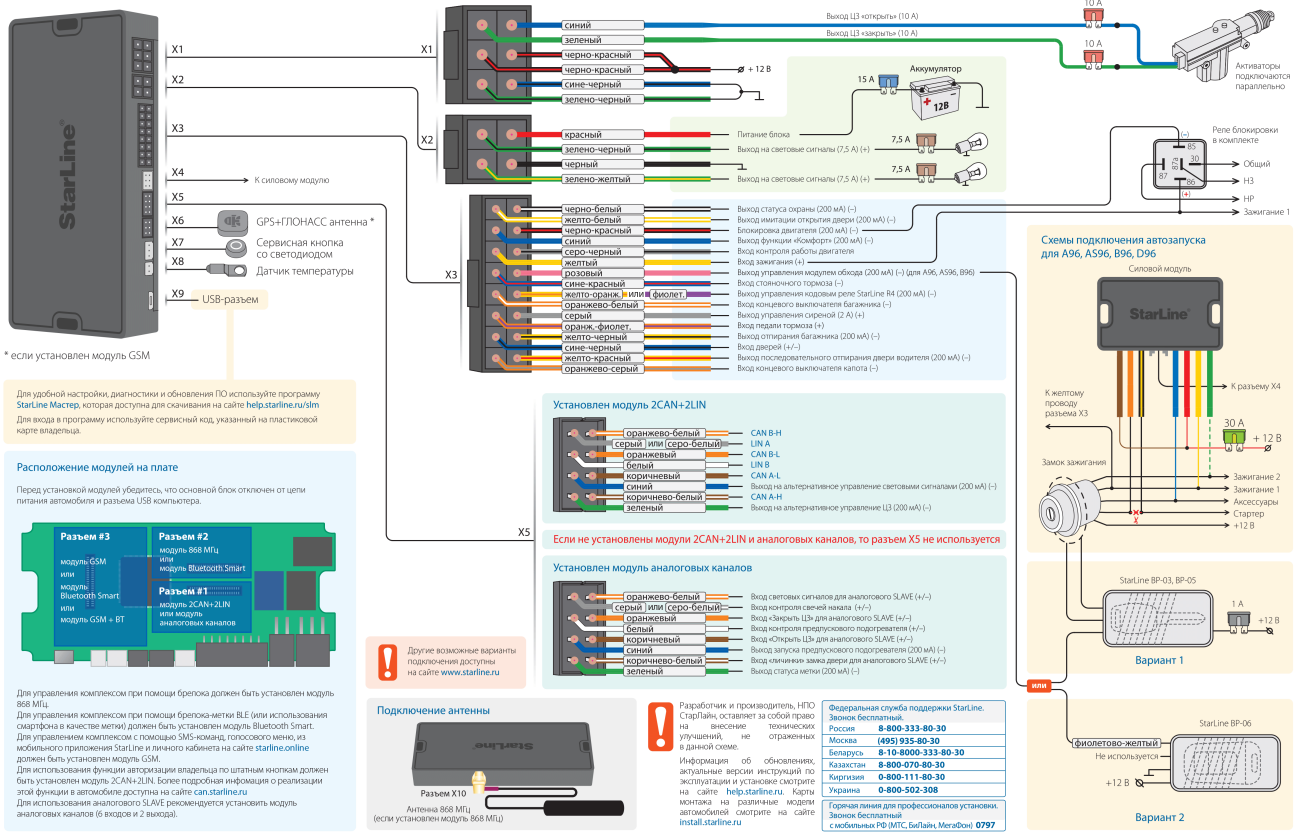 StarLine®
X1
X2
X3
X4
К силовому модулю
X5
X6
GPS+ГЛОНАСС антенна *
X7
Сервисная кнопка
со светодиодом
X8
Датчик температуры
X9
USB-разъем
* если установлен модуль GSM
X1
синий
зеленый
черно-красный
черно-красный
сине-черный
зелено-черный
Выход ЦЗ «открыть» (10 А)
Выход ЦЗ «закрыть» (10 А)
+ 12 В
10 А
10 А
Активаторы
подключаются
параллельно
X2
красный
зелено-черный
черный
зелено-желтый
Питание блока
Выход на световые сигналы (7,5 А) (+)
Выход на световые сигналы (7,5 А) (+)
15 А
Аккумулятор
12В
7,5 А
7,5 А
Реле блокировки
в комплекте
(–)
85
87а
30
87
86
(+)
Общий
НЗ
НР
Зажигание 1
X3
черно-белый
Выход статуса охраны (200 мА) (–)
желто-белый
Выход имитации открытия двери (200 мА) (–)
черно-красный
Блокировка двигателя (200 мА) (–)
синий
Выход функции «Комфорт» (200 мА) (–)
серо-черный
Вход контроля работы двигателя
желтый
Вход зажигания (+)
розовый
Выход управления модулем обхода (200 мА) (–) (для A96, AS96, B96)
сине-красный
Вход стояночного тормоза (–)
желто-оранж. или фиолет.
Выход управления кодовым реле StarLine R4 (200 мА) (–)
оранжево-белый
Вход концевого выключателя багажника (–)
серый
Выход управления сиреной (2 А) (+)
оранж.-фиолет.
Вход педали тормоза (+)
желто-черный
Выход отпирания багажника (200 мА) (–)
сине-черный
Вход дверей (+/–)
желто-красный
Выход последовательного отпирания двери водителя (200 мА) (–)
оранжево-серый
Вход концевого выключателя капота (–)
Для удобной настройки, диагностики и обновления ПО используйте программу
StarLine Мастер, которая доступна для скачивания на сайте help.starline.ru/slm
Для входа в программу используйте сервисный код, указанный на пластиковой
карте владельца.
Расположение модулей на плате
Перед установкой модулей убедитесь, что основной блок отключен от цепи
питания автомобиля и разъема USB компьютера.
Разъем #3
модуль GSM
или
модуль
Bluetooth Smart
или
модуль GSM + BT
Разъем #2
модуль 868 МГц
или
модуль Bluetooth Smart
Разъем #1
модуль 2CAN+2LIN
или модуль
аналоговых каналов
Для управления комплексом при помощи брелока должен быть установлен модуль
868 МГц.
Для управления комплексом при помощи брелока-метки BLE (или использования
смартфона в качестве метки) должен быть установлен модуль Bluetooth Smart.
Для управлением комплекс с помощью SMS-команд, голосового меню, из
мобильного приложения StarLine и личного кабинета на сайте starline.online
должен быть установлен модуль GSM.
Для использования функции авторизации владельца по штатным кнопкам должен
быть установлен модуль 2CAN+2LIN. Более подробная инфомация о реализации
этой функции в автомобиле доступна на сайте can.starline.ru
Для использования аналогового SLAVE рекомендуется установить модуль
аналоговых каналов (6 входов и 2 выхода).
X5
Установлен модуль 2CAN+2LIN
оранжево-белый
CAN B-H
серый или серо-белый
LIN A
оранжевый
CAN B-L
белый
LIN B
коричневый
CAN A-L
синий
Выход на альтернативное управление световыми сигналами (200 мА) (–)
коричнево-белый
CAN A-H
зеленый
Выход на альтернативное управление ЦЗ (200 мА) (–)
Если не установлены модули 2CAN+2LIN и аналоговых каналов, то разъем X5 не используется
Установлен модуль аналоговых каналов
оранжево-белый
Вход световых сигналов для аналогового SLAVE (+/–)
серый или серо-белый
Вход контроля свечей накала (+/–)
оранжевый
Вход «Закрыть ЦЗ» для аналогового SLAVE (+/–)
белый
Вход контроля предпускового подогревателя (+/–)
коричневый
Вход «Открыть ЦЗ» для аналогового SLAVE (+/–)
синий
Выход запуска предпускового подогревателя (200 мА) (–)
коричнево-белый
Вход «личинки» замка двери для аналогового SLAVE (+/–)
зеленый
Выход статуса метки (200 мА) (–)
Другие возможные варианты
подключения доступны
на сайте www.starline.ru
Подключение антенны
StarLine®
Разъем X10
Антенна 868 МГц
(если установлен модуль 868 МГц)
Разработчик и производитель, НПО
СтарЛайн, оставляет за собой право
на внесение технических
улучшений, не отраженных
в данной схеме.
Информация об обновлениях,
актуальные версии инструкций по
эксплуатации и установке смотрите
на сайте help.starline.ru. Карты
монтажа на различные модели
автомобилей смотрите на сайте
install.starline.ru
Федеральная служба поддержки StarLine.
Звонок бесплатный.
Россия 8-800-333-80-30
Москва (495) 935-80-30
Беларусь 8-10-8000-333-80-30
Казахстан 8-800-070-80-30
Киргизия 0-800-111-80-30
Украина 0-800-502-308
Горячая линия для профессионалов установки.
Звонок бесплатный
с мобильных РФ (МТС, БиЛайн, МегаФон) 0797
Схемы подключения автозапуска
для A96, AS96, B96, D96
Силовой модуль
StarLine®
К разъему X4
К желтому
проводу
разъема X3
30 А
+ 12 В
Замок зажигания
Зажигание 2
Зажигание 1
Аксессуары
Стартер
+12 В
StarLine BP-03, BP-05
1 А
+12 В
Вариант 1
или
StarLine BP-06
фиолетово-желтый
Не используется
+12 В
Вариант 2